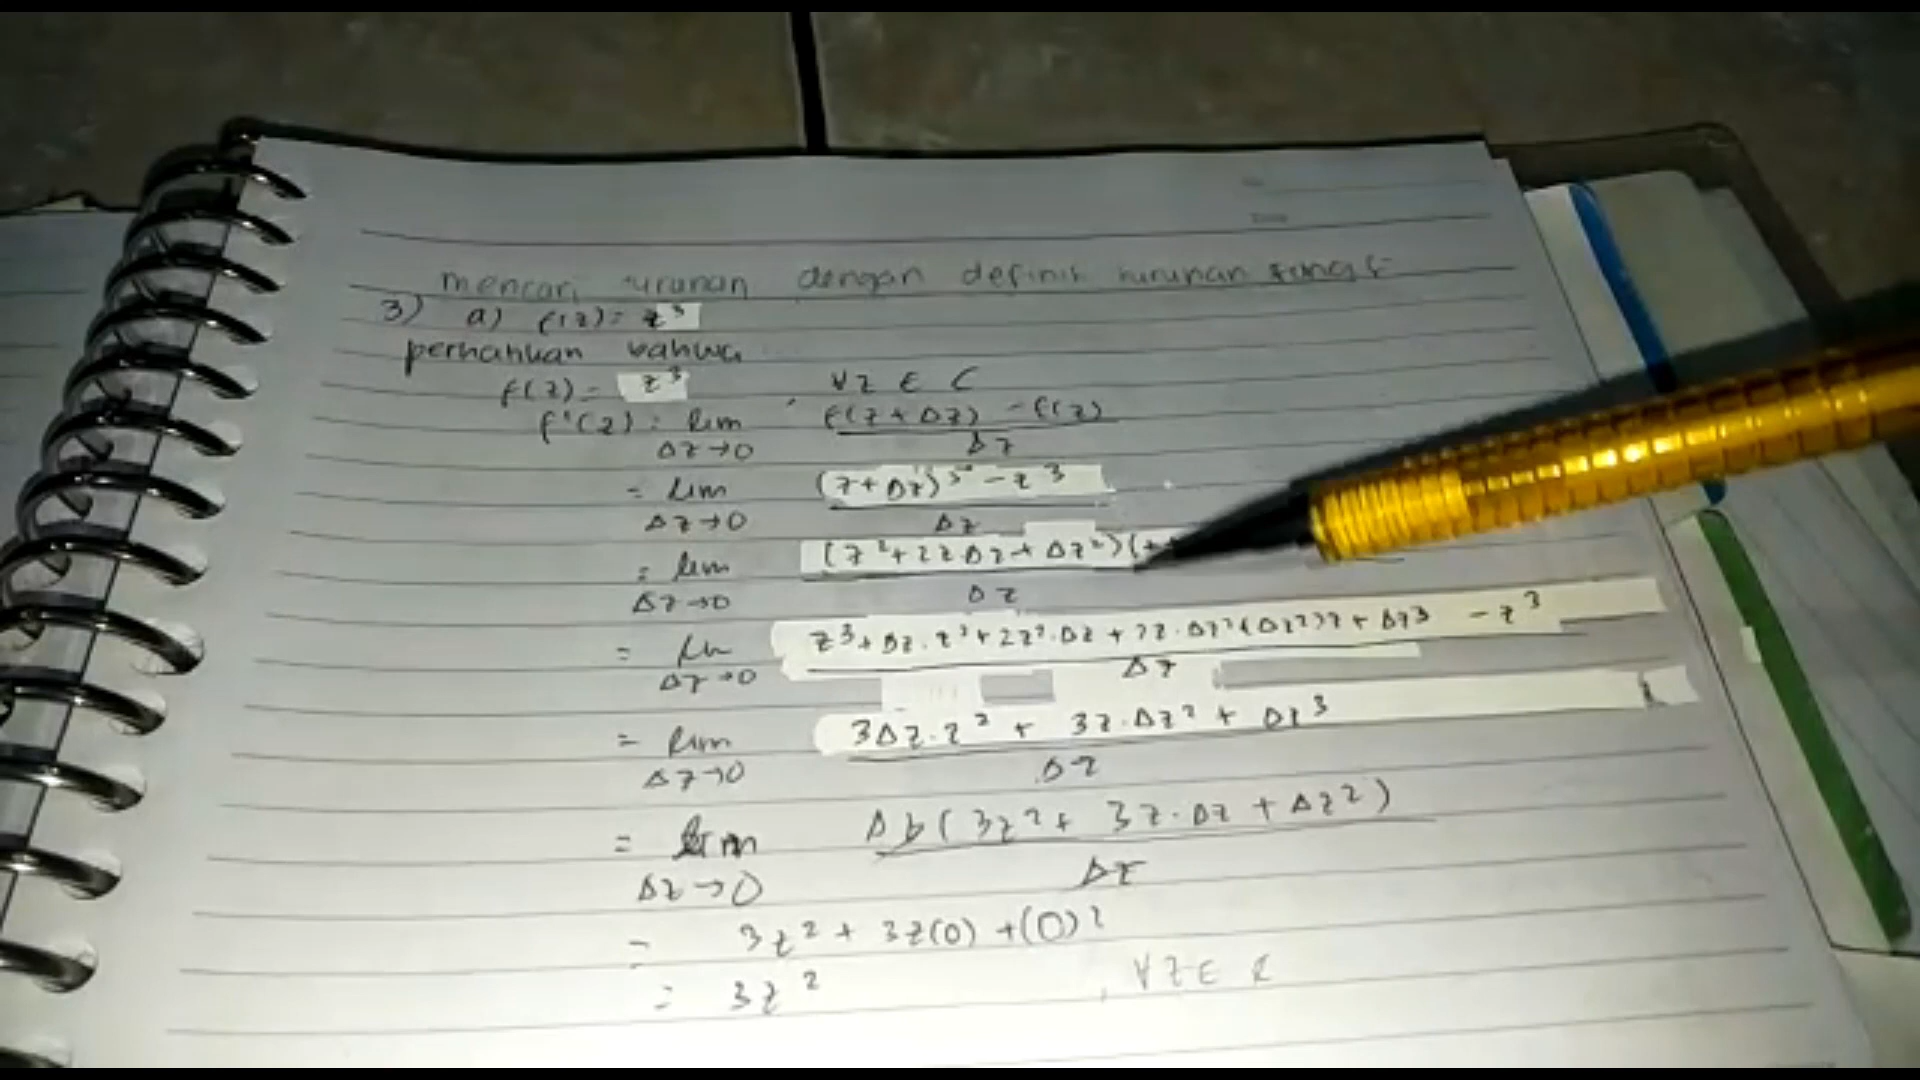 mencari turunan dengan definisi turunan fungsi
3) a) f(z) = z³
perhatikan bahwa
f(z) = z³ , ∀z ∈ C
f'(z) = lim Δz→0 f(z+Δz) - f(z) / Δz
= lim Δz→0 (z+Δz)³ - z³ / Δz
= lim Δz→0 (z²+2zΔz+Δz²)( / Δz
= lim Δz→0 z³+Δz.z²+2z².Δz+2z.Δz²+(Δz²)z+Δz³ - z³ / Δz
= lim Δz→0 3Δz.z² + 3z.Δz² + Δz³ / Δz
= lim Δz→0 Δz(3z²+ 3z.Δz+Δz²) / Δz
= 3z²+ 3z(0) +(0)²
= 3z² , ∀z∈